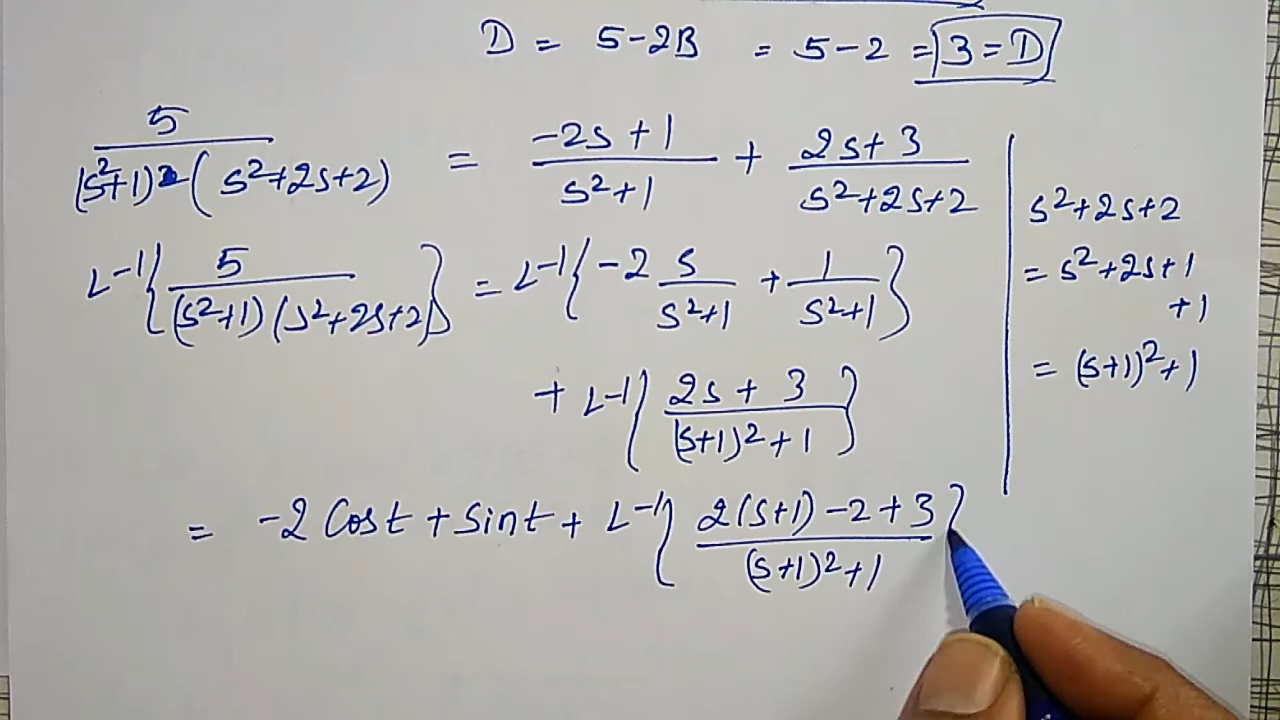 D = 5-2B = 5-2 = 3 = D
5/((s²+1)(s²+2s+2)) = (-2s+1)/(s²+1) + (2s+3)/(s²+2s+2)
L⁻¹{5/((s²+1)(s²+2s+2))} = L⁻¹{-2 s/(s²+1) + 1/(s²+1)}
+ L⁻¹{(2s+3)/((s+1)²+1)}
= -2 Cost + Sint + L⁻¹{(2(s+1)-2+3)/((s+1)²+1)}
s²+2s+2
= s²+2s+1
+1
= (s+1)²+1